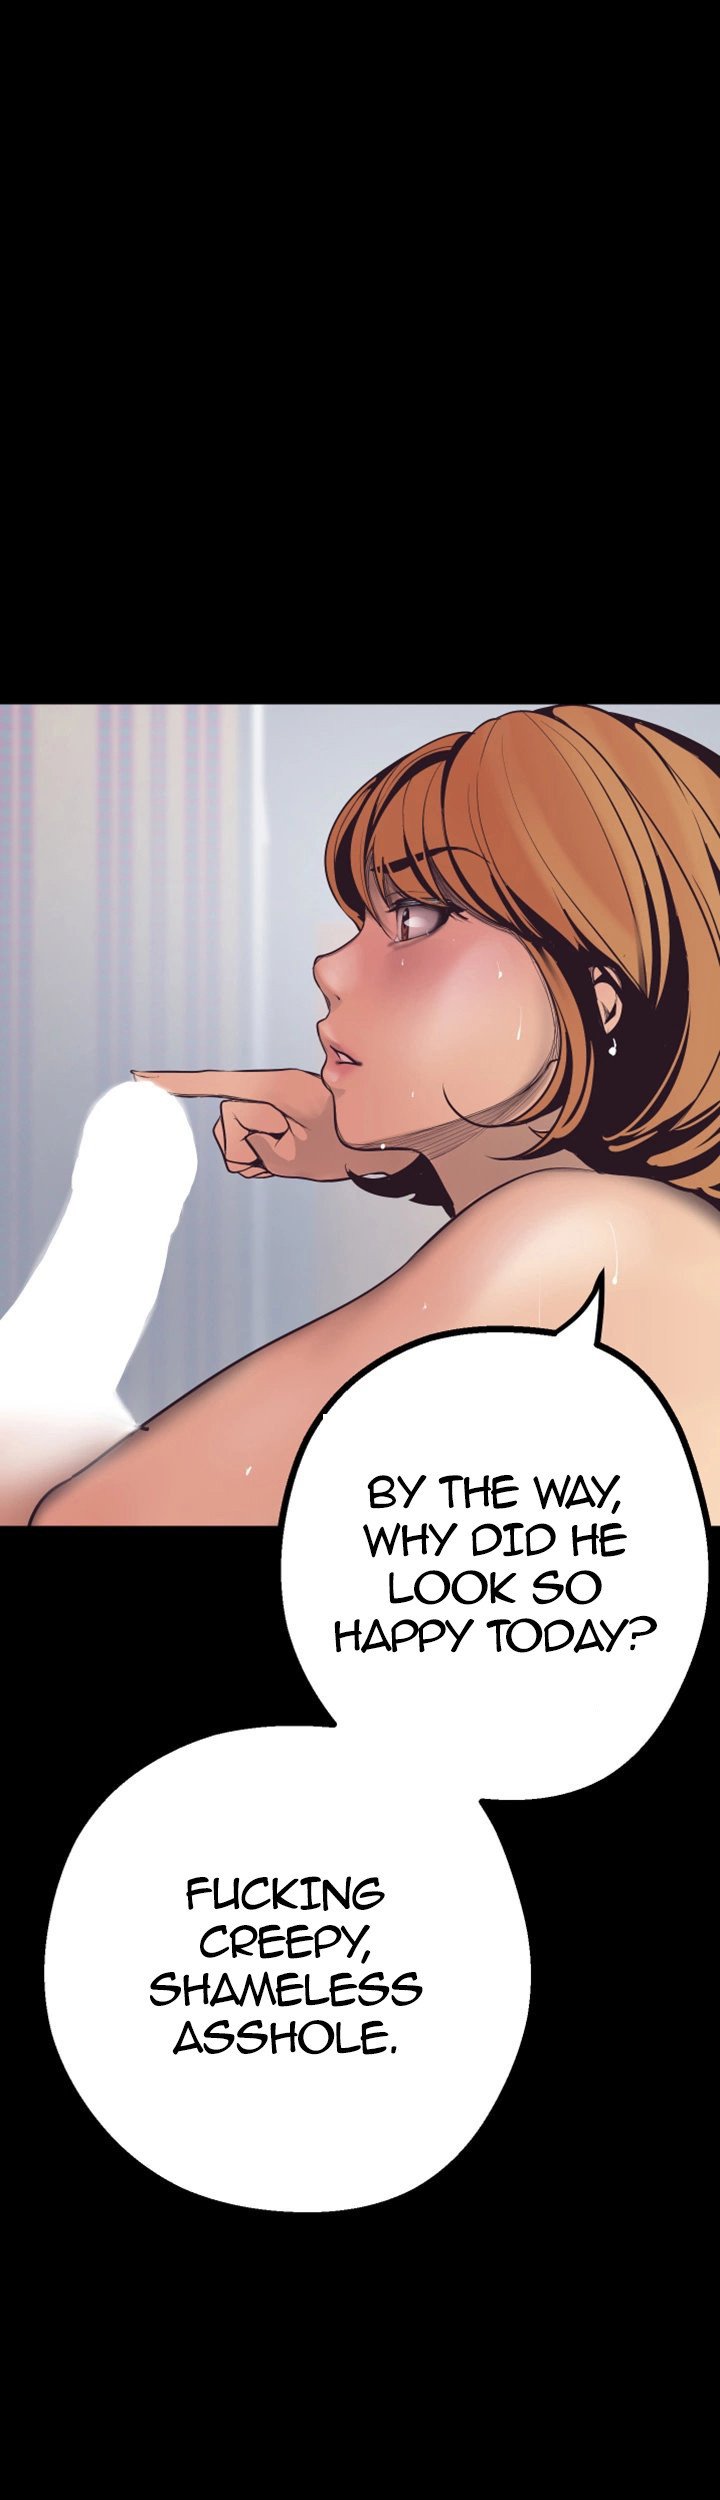 BY THE WAY,
WHY DID HE
LOOK SO
HAPPY TODAY?
FUCKING
CREEPY,
SHAMELESS
ASSHOLE.